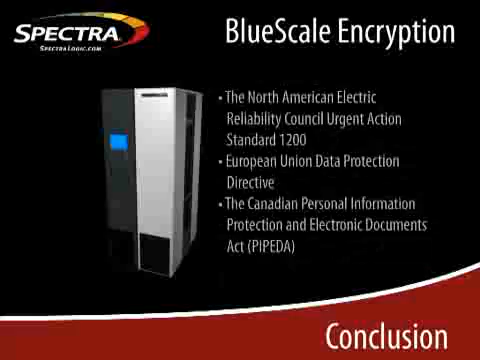 SPECTRA
SPECTRALOGIC.COM
BlueScale Encryption
• The North American Electric
Reliability Council Urgent Action
Standard 1200
• European Union Data Protection
Directive
• The Canadian Personal Information
Protection and Electronic Documents
Act (PIPEDA)
Conclusion